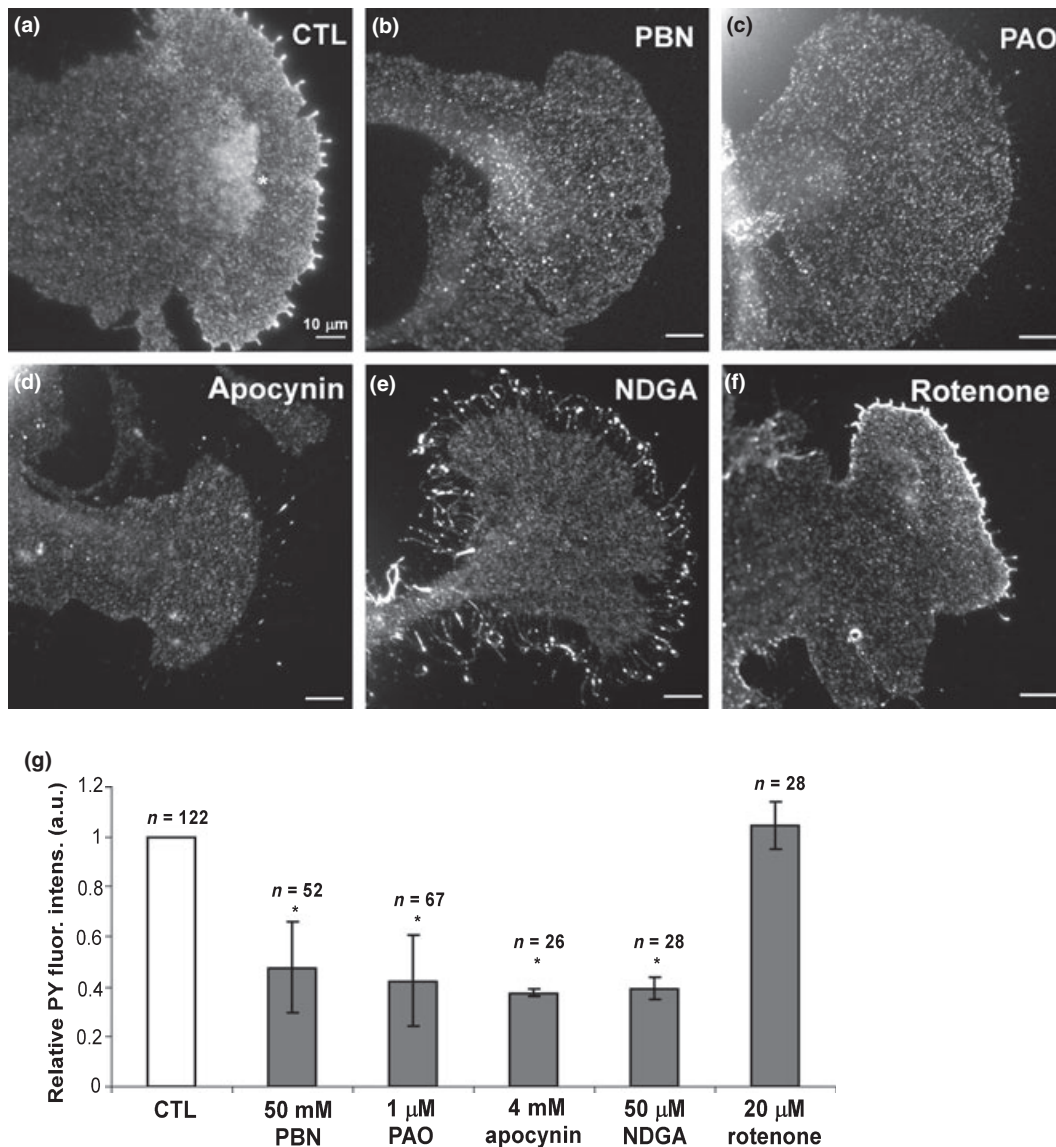 (a) CTL
*
10 μm
(b) PBN
(c) PAO
(d) Apocynin
(e) NDGA
(f) Rotenone
(g)
Relative PY fluor. intens. (a.u.)
1.2
1
0.8
0.6
0.4
0.2
0
n = 122
n = 52
*
n = 67
*
n = 26
*
n = 28
*
n = 28
CTL
50 mM
PBN
1 μM
PAO
4 mM
apocynin
50 μM
NDGA
20 μM
rotenone